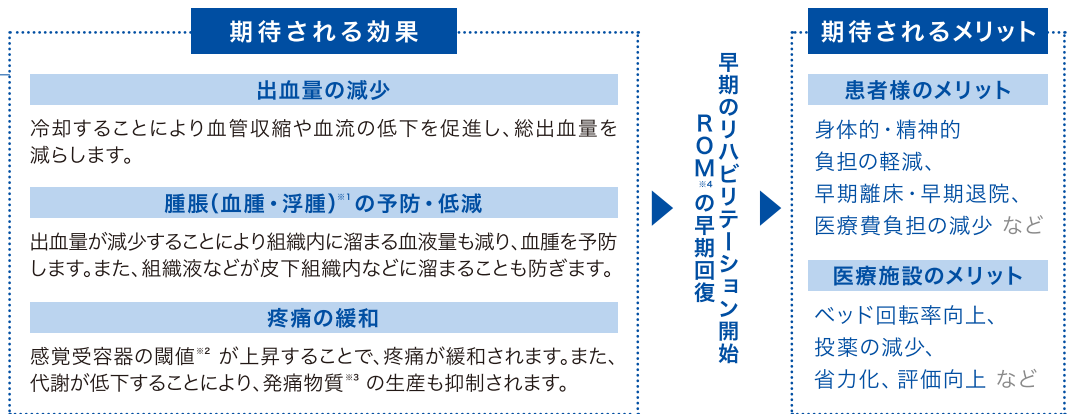 期待される効果
出血量の減少
冷却することにより血管収縮や血流の低下を促進し、総出血量を
減らします。
腫脹(血腫・浮腫)※1の予防・低減
出血量が減少することにより組織内に溜まる血液量も減り、血腫を予防
します。また、組織液などが皮下組織内などに溜まることも防ぎます。
疼痛の緩和
感覚受容器の閾値※2 が上昇することで、疼痛が緩和されます。また、
代謝が低下することにより、発痛物質※3 の生産も抑制されます。
早期のリハビリテーション開始
ROM※4の早期回復
期待されるメリット
患者様のメリット
身体的・精神的
負担の軽減、
早期離床・早期退院、
医療費負担の減少 など
医療施設のメリット
ベッド回転率向上、
投薬の減少、
省力化、評価向上 など